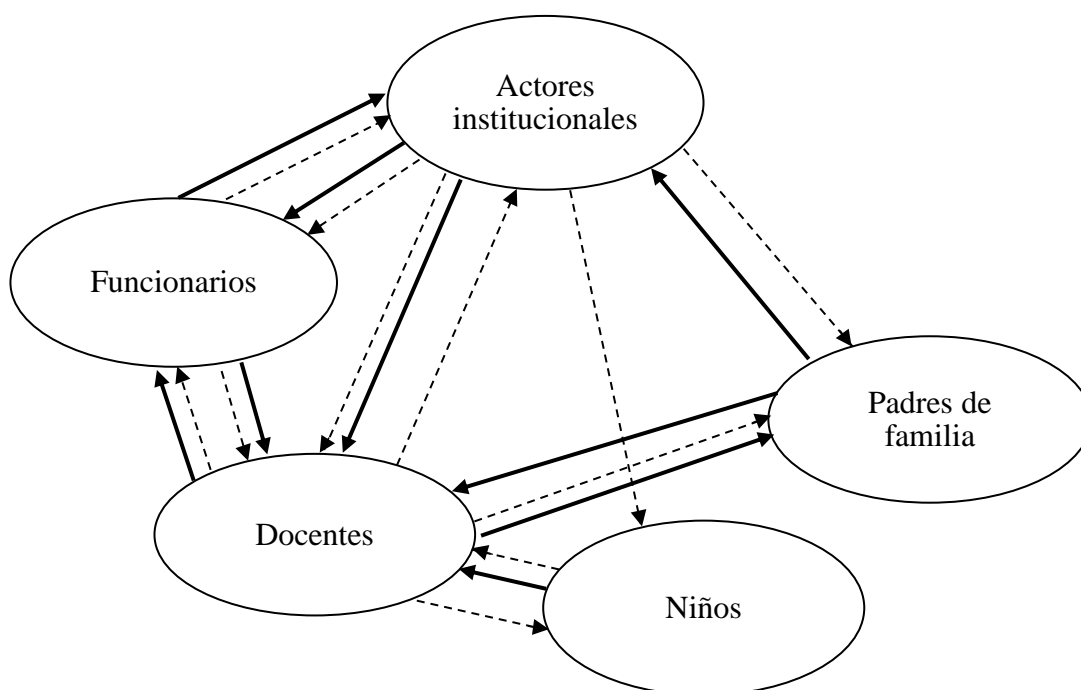 Actores
institucionales
Funcionarios
Padres de
familia
Docentes
Niños